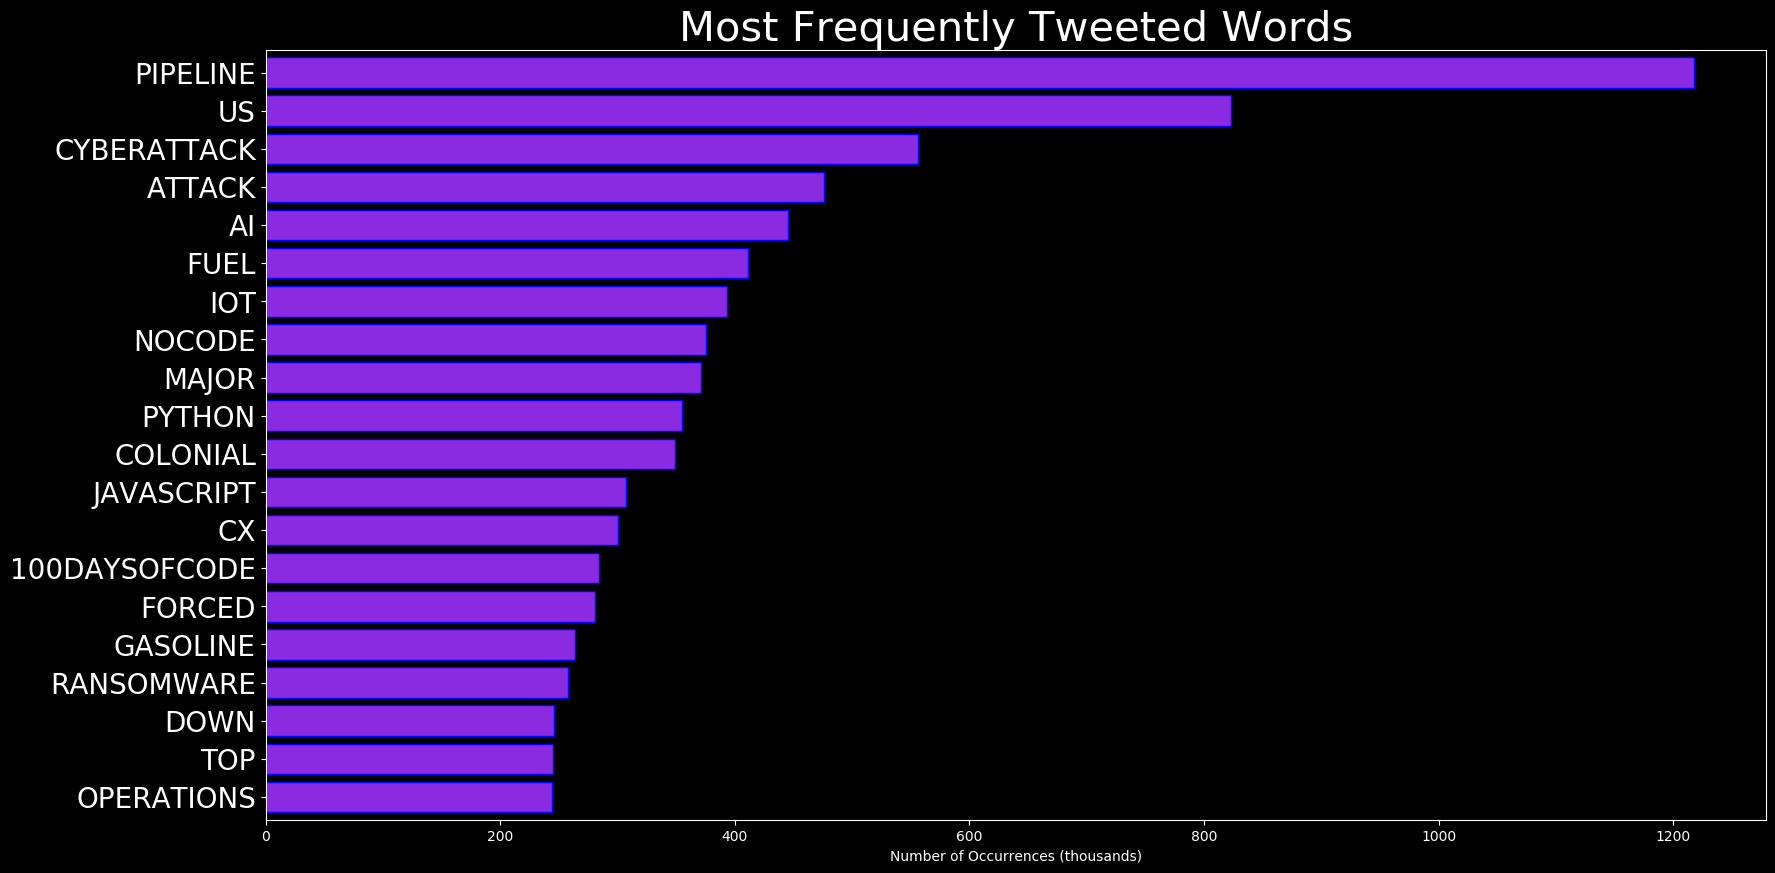 Most Frequently Tweeted Words
PIPELINE
US
CYBERATTACK
ATTACK
AI
FUEL
IOT
NOCODE
MAJOR
PYTHON
COLONIAL
JAVASCRIPT
CX
100DAYSOFCODE
FORCED
GASOLINE
RANSOMWARE
DOWN
TOP
OPERATIONS
0 200 400 600 800 1000 1200
Number of Occurrences (thousands)